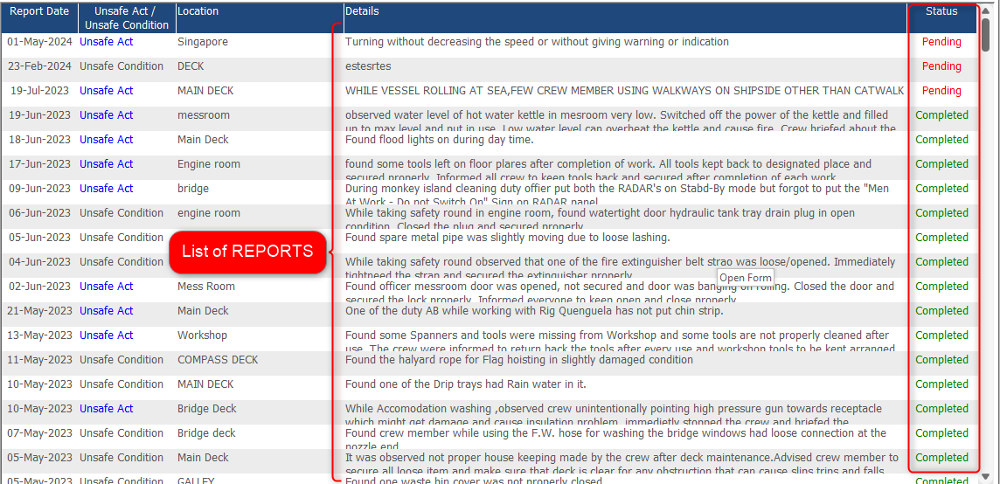 Report Date Unsafe Act / Unsafe Condition Location Details Status
01-May-2024 Unsafe Act Singapore Turning without decreasing the speed or without giving warning or indication Pending
23-Feb-2024 Unsafe Condition DECK estesrtes Pending
19-Jul-2023 Unsafe Act MAIN DECK WHILE VESSEL ROLLING AT SEA,FEW CREW MEMBER USING WALKWAYS ON SHIPSIDE OTHER THAN CATWALK Pending
19-Jun-2023 Unsafe Condition messroom observed water level of hot water kettle in mesroom very low. Switched off the power of the kettle and filled Completed
up to max level and put in use. Low water level can overheat the kettle and cause fire. Crew briefed about the
18-Jun-2023 Unsafe Act Main Deck Found flood lights on during day time. Completed
17-Jun-2023 Unsafe Act Engine room found some tools left on floor plares after completion of work. All tools kept back to designated place and Completed
secured properly. Informed all crew to keep tools back and secured after completion of each work
09-Jun-2023 Unsafe Act bridge During monkey island cleaning duty offier put both the RADAR's on Stabd-By mode but forgot to put the "Men Completed
At Work - Do not Switch On" Sign on RADAR panel
06-Jun-2023 Unsafe Condition engine room While taking safety round in engine room, found watertight door hydraulic tank tray drain plug in open Completed
condition. Closed the plug and secured properly
05-Jun-2023 Unsafe Condition Found spare metal pipe was slightly moving due to loose lashing. Completed
List of REPORTS
04-Jun-2023 Unsafe Condition While taking safety round observed that one of the fire extinguisher belt strao was loose/opened. Immediately Completed
tightneed the strap and secured the extinguisher properly
Open Form
02-Jun-2023 Unsafe Act Mess Room Found officer messroom door was opened, not secured and door was banging on rolling. Closed the door and Completed
secured the lock properly. Informed everyone to keep open and close properly
21-May-2023 Unsafe Act Main Deck One of the duty AB while working with Rig Quenguela has not put chin strip. Completed
13-May-2023 Unsafe Act Workshop Found some Spanners and tools were missing from Workshop and some tools are not properly cleaned after Completed
use. The crew were informed to return back the tools after every use and workshop tools to be kept arranged
11-May-2023 Unsafe Condition COMPASS DECK Found the halyard rope for Flag hoisting in slightly damaged condition Completed
10-May-2023 Unsafe Condition MAIN DECK Found one of the Drip trays had Rain water in it. Completed
10-May-2023 Unsafe Act Bridge Deck While Accomodation washing ,observed crew unintentionally pointing high pressure gun towards receptacle Completed
which might get damage and cause insulation problem, immedietly stopped the crew and briefed the
07-May-2023 Unsafe Condition Bridge deck Found crew member while using the F.W. hose for washing the bridge windows had loose connection at the Completed
nozzle end
05-May-2023 Unsafe Condition Main Deck It was observed not proper house keeping made by the crew after deck maintenance.Advised crew member to Completed
secure all loose item and make sure that deck is clear for any obstruction that can cause slips trips and falls
05-May-2023 Unsafe Condition GALLEY Found one waste bin cover was not properly closed Completed